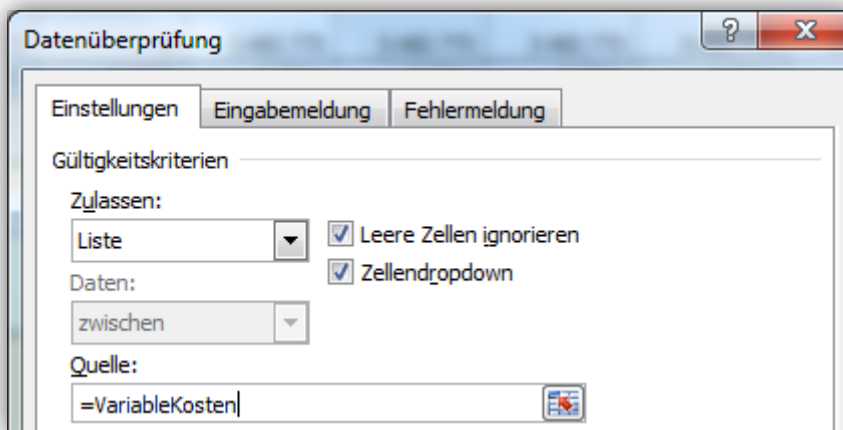 Datenüberprüfung
?
X
Einstellungen Eingabemeldung Fehlermeldung
Gültigkeitskriterien
Zulassen:
Liste
Leere Zellen ignorieren
Daten:
Zellendropdown
zwischen
Quelle:
=VariableKosten